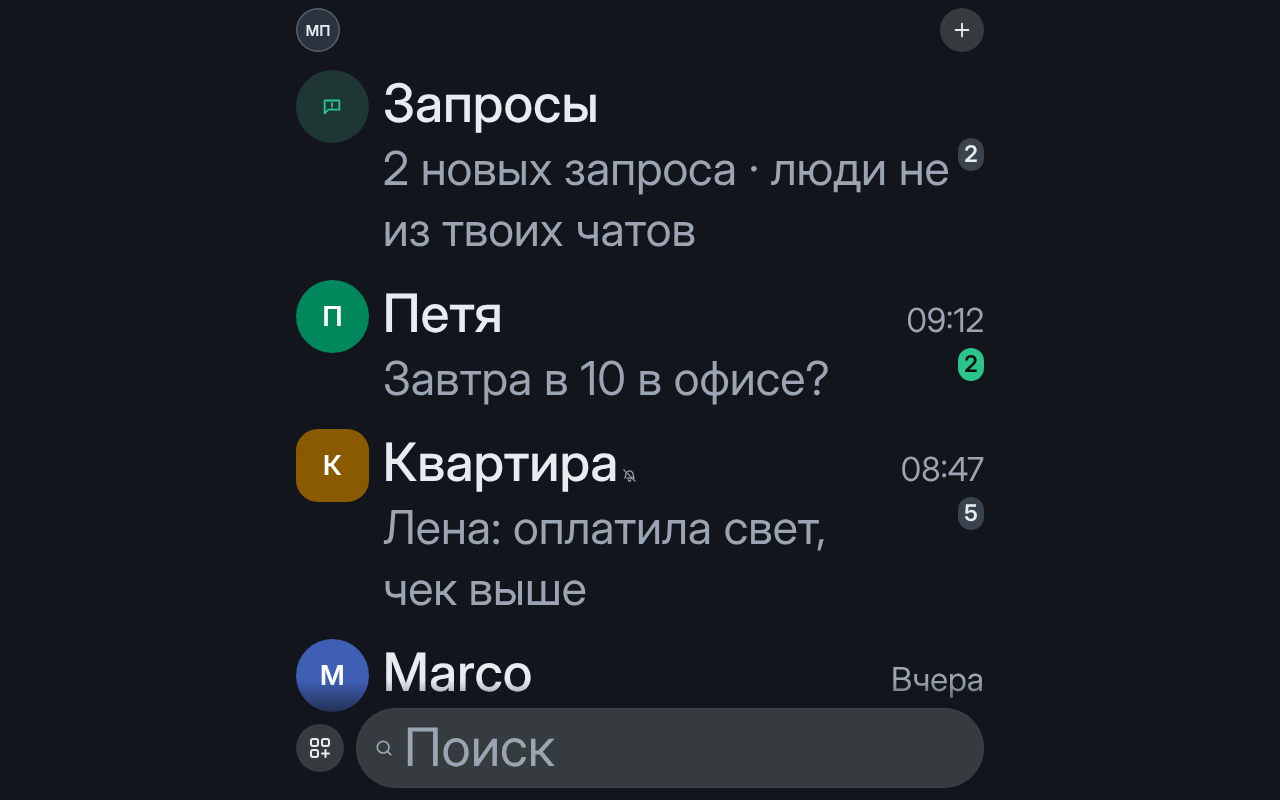 МП
Запросы
2 новых запроса · люди не
2
из твоих чатов
П
Петя
09:12
Завтра в 10 в офисе?
2
К
Квартира
08:47
Лена: оплатила свет,
5
чек выше
M
Marco
Вчера
Поиск